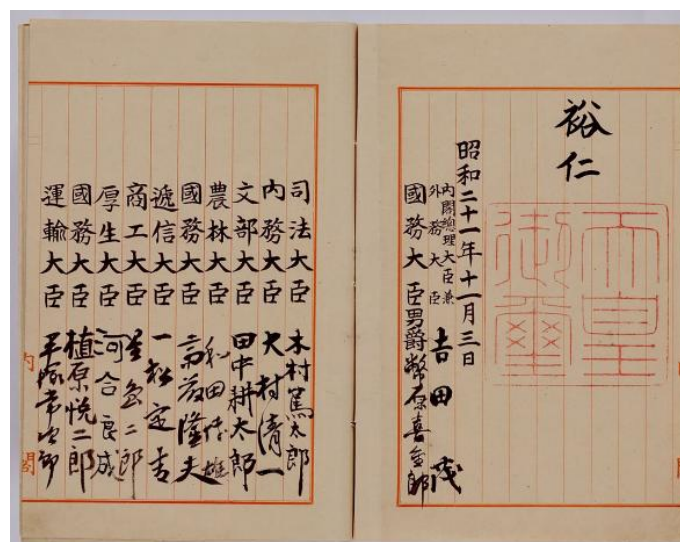 裕仁
天皇御璽
昭和二十一年十一月三日
内閣總理大臣兼
外務大臣 吉田茂
國務大臣 男爵 幣原喜重郎
司法大臣 木村篤太郎
内務大臣 大村清一
文部大臣 田中耕太郎
農林大臣 和田博雄
國務大臣 斎藤隆夫
遞信大臣 一松定吉
商工大臣 星島二郎
厚生大臣 河合良成
國務大臣 植原悦二郎
運輸大臣 平塚常次郎
内閣